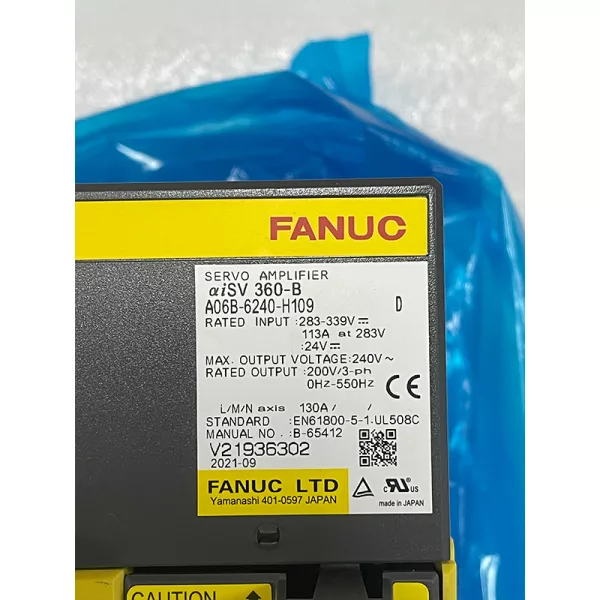 FANUC
SERVO AMPLIFIER
αiSV 360-B
A06B-6240-H109 D
RATED INPUT :283-339V⎓
113A at 283V
:24V⎓
MAX. OUTPUT VOLTAGE:240V~
RATED OUTPUT :200V/3-ph
0Hz-550Hz
CE
L/M/N axis 130A/ / /
STANDARD :EN61800-5-1.UL508C
MANUAL NO.:B-65412
V21936302
2021-09
FANUC LTD
Yamanashi 401-0597 JAPAN
c RU us
made in JAPAN
CAUTION